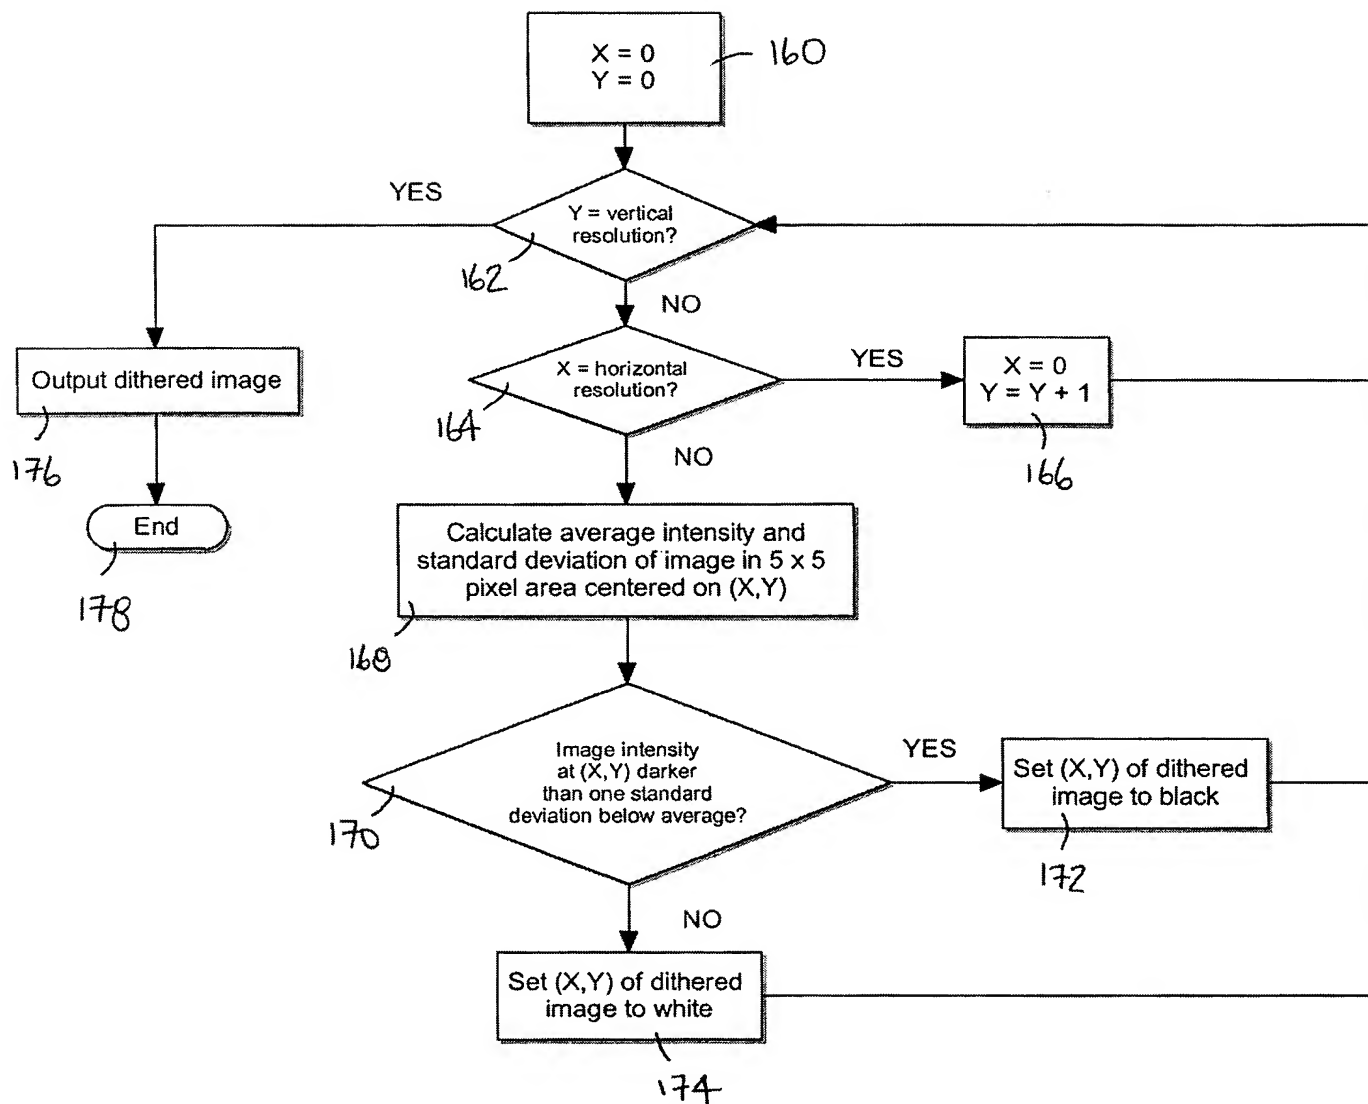 X = 0
Y = 0
160
YES
Y = vertical
resolution?
162
NO
X = horizontal
resolution?
164
YES
X = 0
Y = Y + 1
166
Output dithered image
176
NO
End
178
Calculate average intensity and
standard deviation of image in 5 x 5
pixel area centered on (X,Y)
168
Image intensity
at (X,Y) darker
than one standard
deviation below average?
170
YES
Set (X,Y) of dithered
image to black
172
NO
Set (X,Y) of dithered
image to white
174